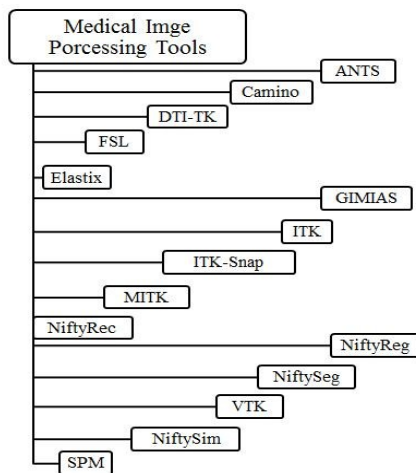 Medical Imge
Porcessing Tools
ANTS
Camino
DTI-TK
FSL
Elastix
GIMIAS
ITK
ITK-Snap
MITK
NiftyRec
NiftyReg
NiftySeg
VTK
NiftySim
SPM